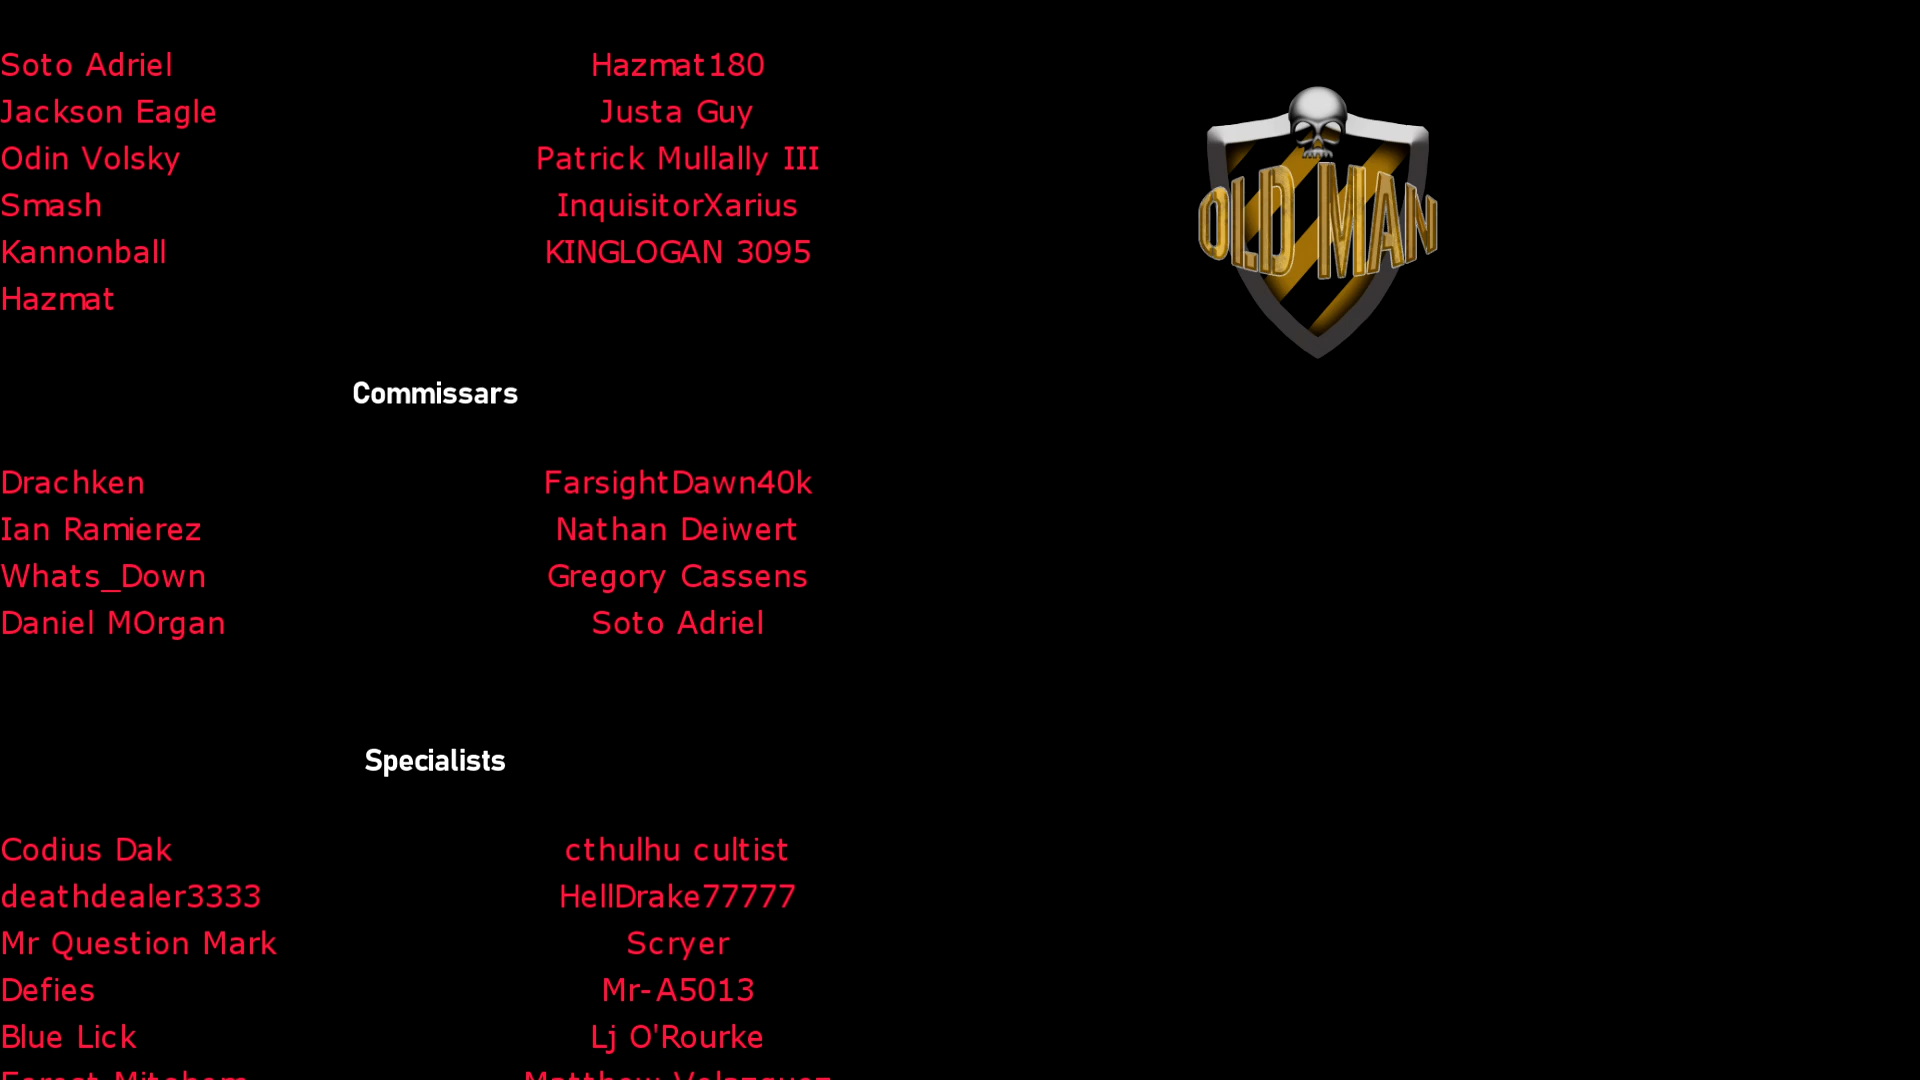 Soto Adriel Hazmat180
Jackson Eagle Justa Guy
Odin Volsky Patrick Mullally III
Smash InquisitorXarius
Kannonball KINGLOGAN 3095
Hazmat
OLD MAN
Commissars
Drachken FarsightDawn40k
Ian Ramierez Nathan Deiwert
Whats_Down Gregory Cassens
Daniel MOrgan Soto Adriel
Specialists
Codius Dak cthulhu cultist
deathdealer3333 HellDrake77777
Mr Question Mark Scryer
Defies Mr-A5013
Blue Lick Lj O'Rourke